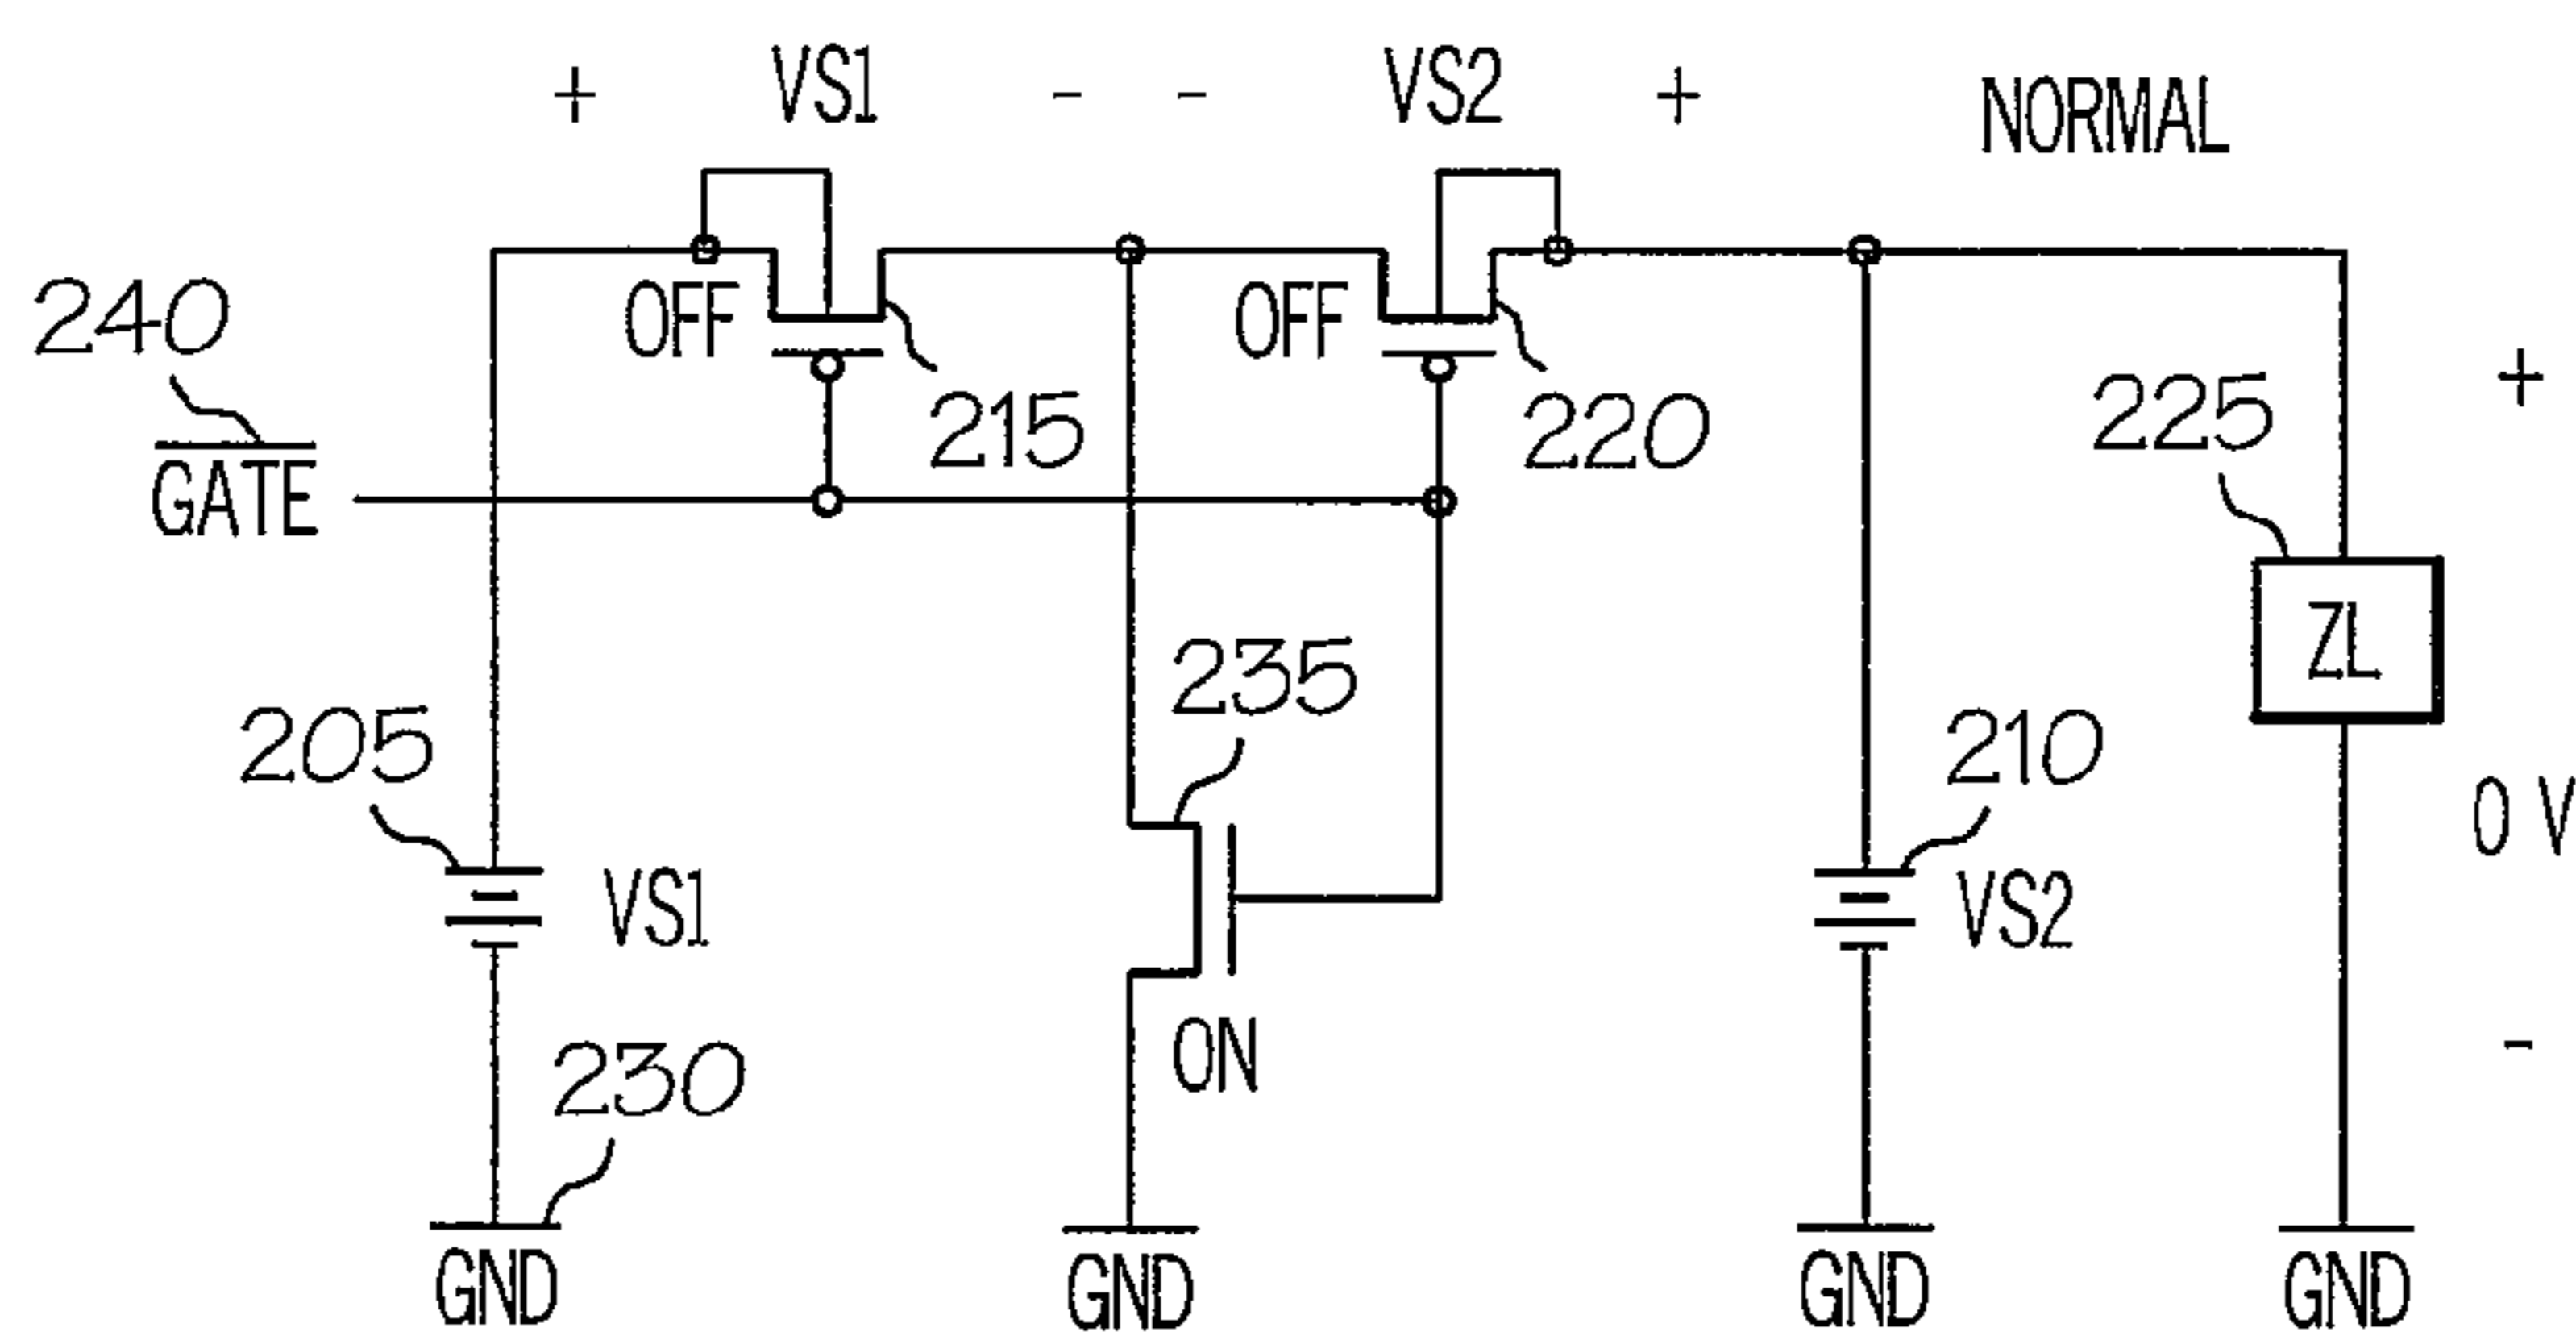 + VS1 - - VS2 + NORMAL
OFF
OFF
240
GATE
215
220
225
+
ZL
235
205
210
VS1
VS2
0 V
ON
230
-
GND
GND
GND
GND